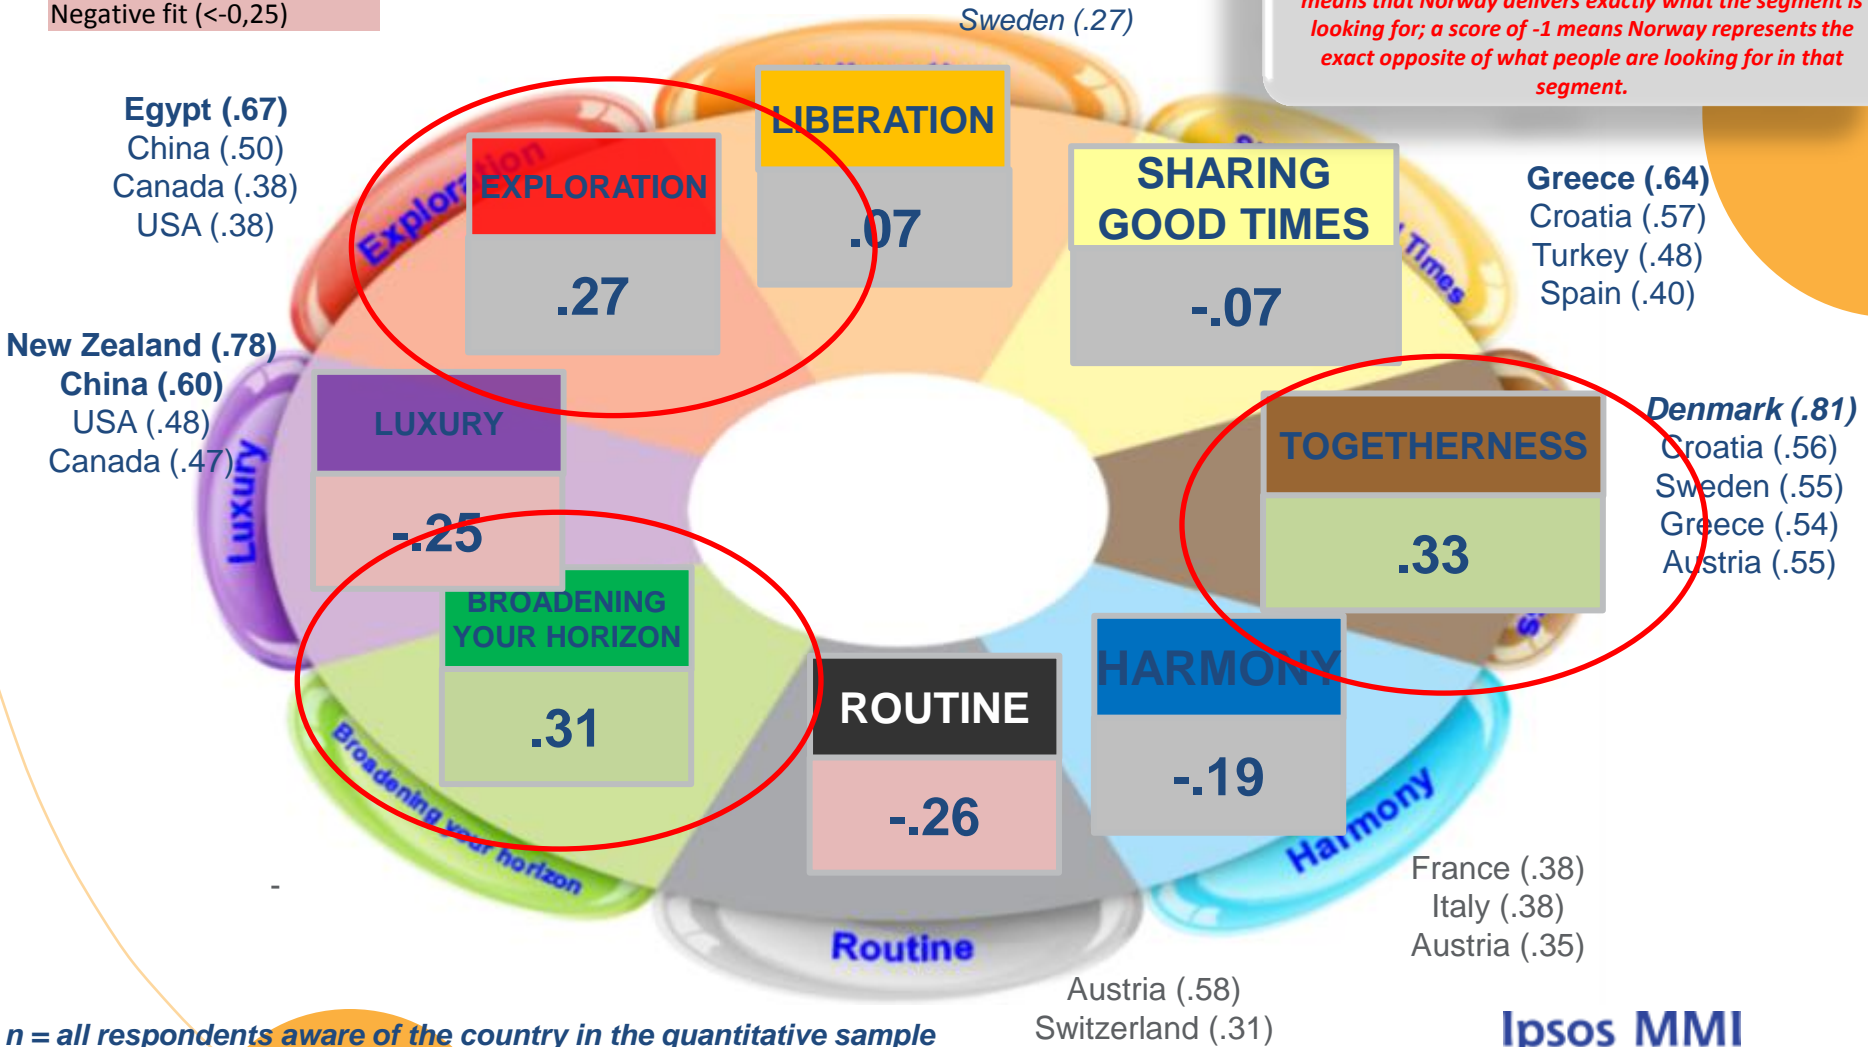 Negative fit (<-0,25)
Sweden (.27)
means that Norway delivers exactly what the segment is
looking for; a score of -1 means Norway represents the
exact opposite of what people are looking for in that
segment.
Egypt (.67)
China (.50)
Canada (.38)
USA (.38)
Exploration
EXPLORATION
.27
LIBERATION
.07
SHARING
GOOD TIMES
-.07
Times
Greece (.64)
Croatia (.57)
Turkey (.48)
Spain (.40)
New Zealand (.78)
China (.60)
USA (.48)
Canada (.47)
Luxury
LUXURY
-.25
TOGETHERNESS
.33
Denmark (.81)
Croatia (.56)
Sweden (.55)
Greece (.54)
Austria (.55)
BROADENING
YOUR HORIZON
.31
Broadening your horizon
-
ROUTINE
-.26
Routine
HARMONY
-.19
Harmony
France (.38)
Italy (.38)
Austria (.35)
Austria (.58)
Switzerland (.31)
n = all respondents aware of the country in the quantitative sample
Ipsos MMI